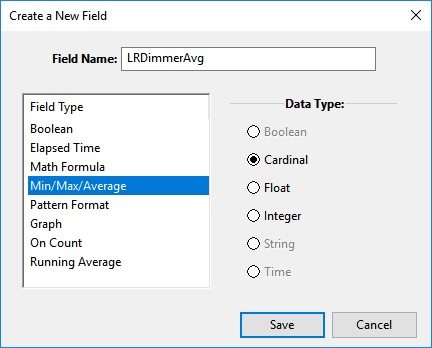 Create a New Field
Field Name: LRDimmerAvg
Field Type
Boolean
Elapsed Time
Math Formula
Min/Max/Average
Pattern Format
Graph
On Count
Running Average
Data Type:
Boolean
Cardinal
Float
Integer
String
Time
Save
Cancel